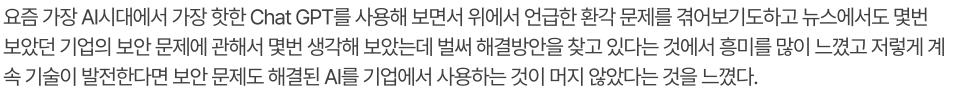 요즘 가장 AI시대에서 가장 핫한 Chat GPT를 사용해 보면서 위에서 언급한 환각 문제를 겪어보기도하고 뉴스에서도 몇번
보았던 기업의 보안 문제에 관해서 몇번 생각해 보았는데 벌써 해결방안을 찾고 있다는 것에서 흥미를 많이 느꼈고 저렇게 계
속 기술이 발전한다면 보안 문제도 해결된 AI를 기업에서 사용하는 것이 머지 않았다는 것을 느꼈다.